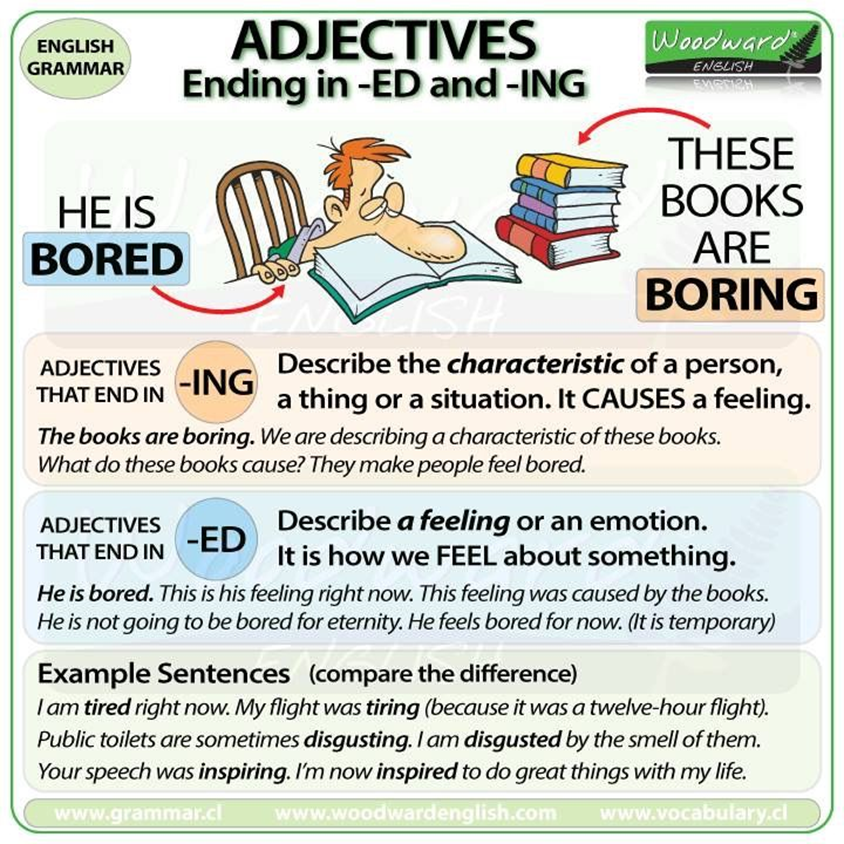 ENGLISH
GRAMMAR
ADJECTIVES
Ending in -ED and -ING
Woodward®
ENGLISH
HE IS
BORED
THESE
BOOKS
ARE
BORING
ADJECTIVES
THAT END IN
-ING
Describe the characteristic of a person,
a thing or a situation. It CAUSES a feeling.
The books are boring. We are describing a characteristic of these books.
What do these books cause? They make people feel bored.
ADJECTIVES
THAT END IN
-ED
Describe a feeling or an emotion.
It is how we FEEL about something.
He is bored. This is his feeling right now. This feeling was caused by the books.
He is not going to be bored for eternity. He feels bored for now. (It is temporary)
Example Sentences (compare the difference)
I am tired right now. My flight was tiring (because it was a twelve-hour flight).
Public toilets are sometimes disgusting. I am disgusted by the smell of them.
Your speech was inspiring. I'm now inspired to do great things with my life.
www.grammar.cl www.woodwardenglish.com www.vocabulary.cl